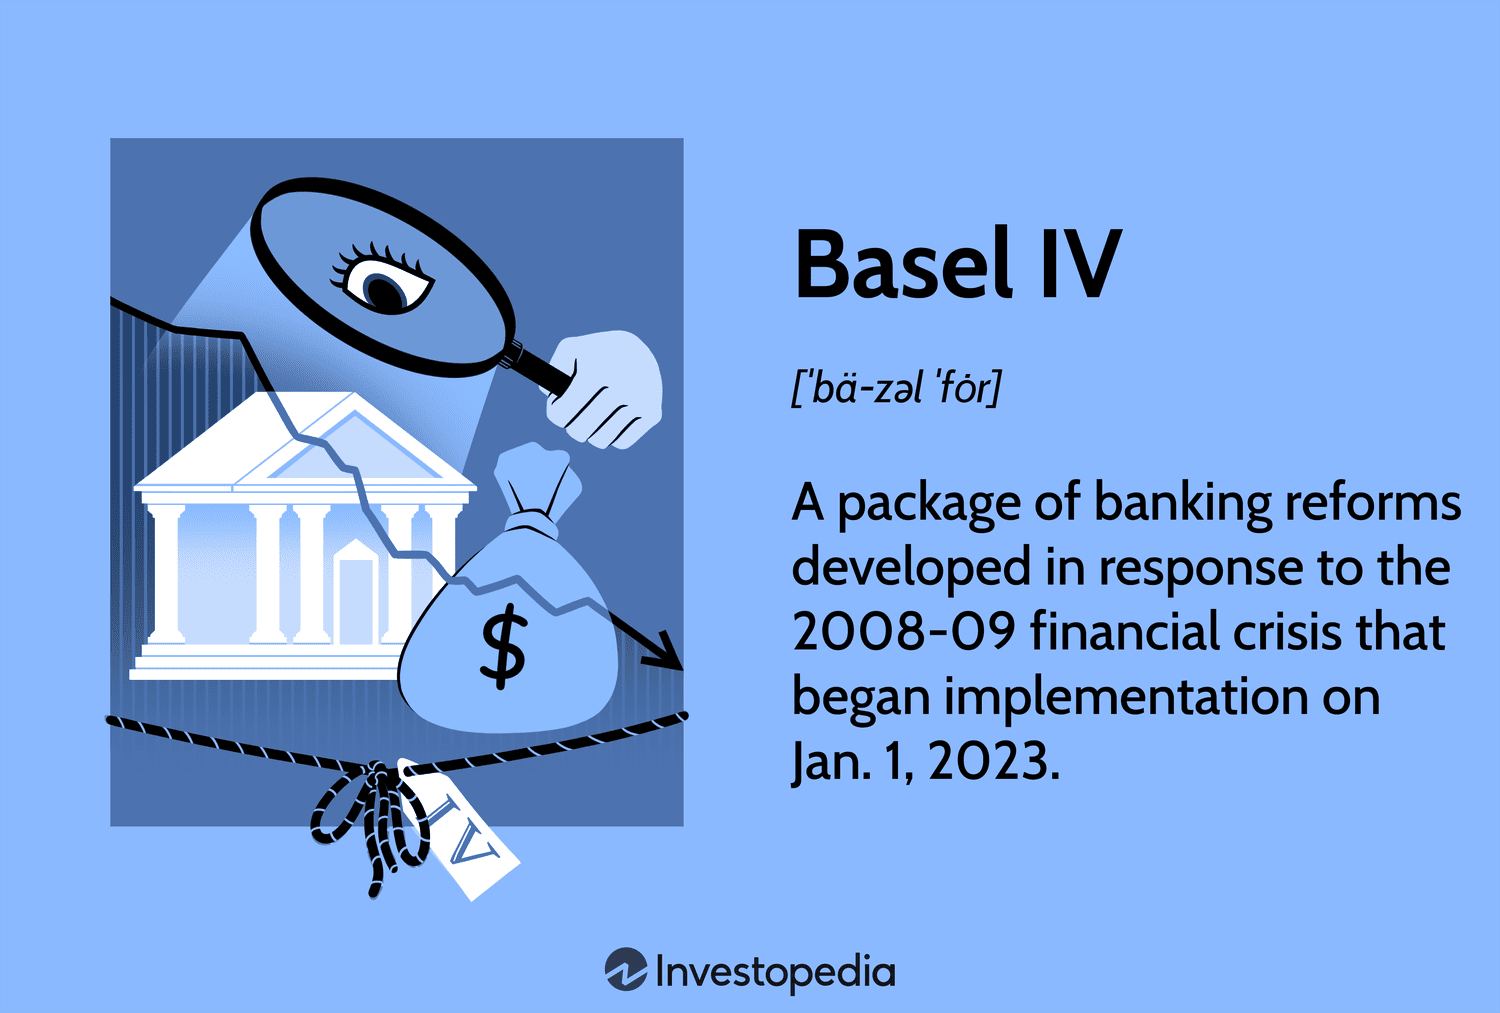 Basel IV
[ˈbä-zəl ˈfȯr]
A package of banking reforms
developed in response to the
2008-09 financial crisis that
began implementation on
Jan. 1, 2023.
$
IV
Investopedia